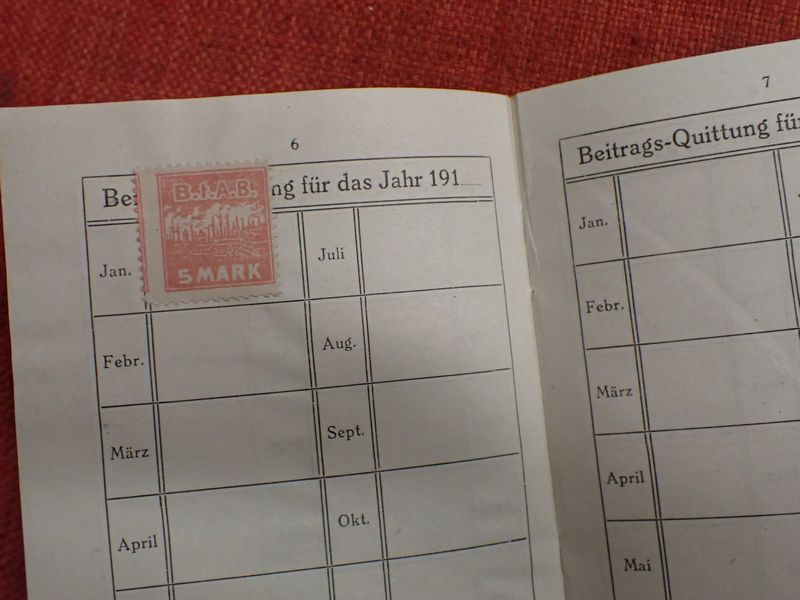 6
Bei ng für das Jahr 191
B.t.A.B.
5 MARK
Jan.
Juli
Febr.
Aug.
März
Sept.
April
Okt.
7
Beitrags-Quittung für
Jan.
Febr.
März
April
Mai